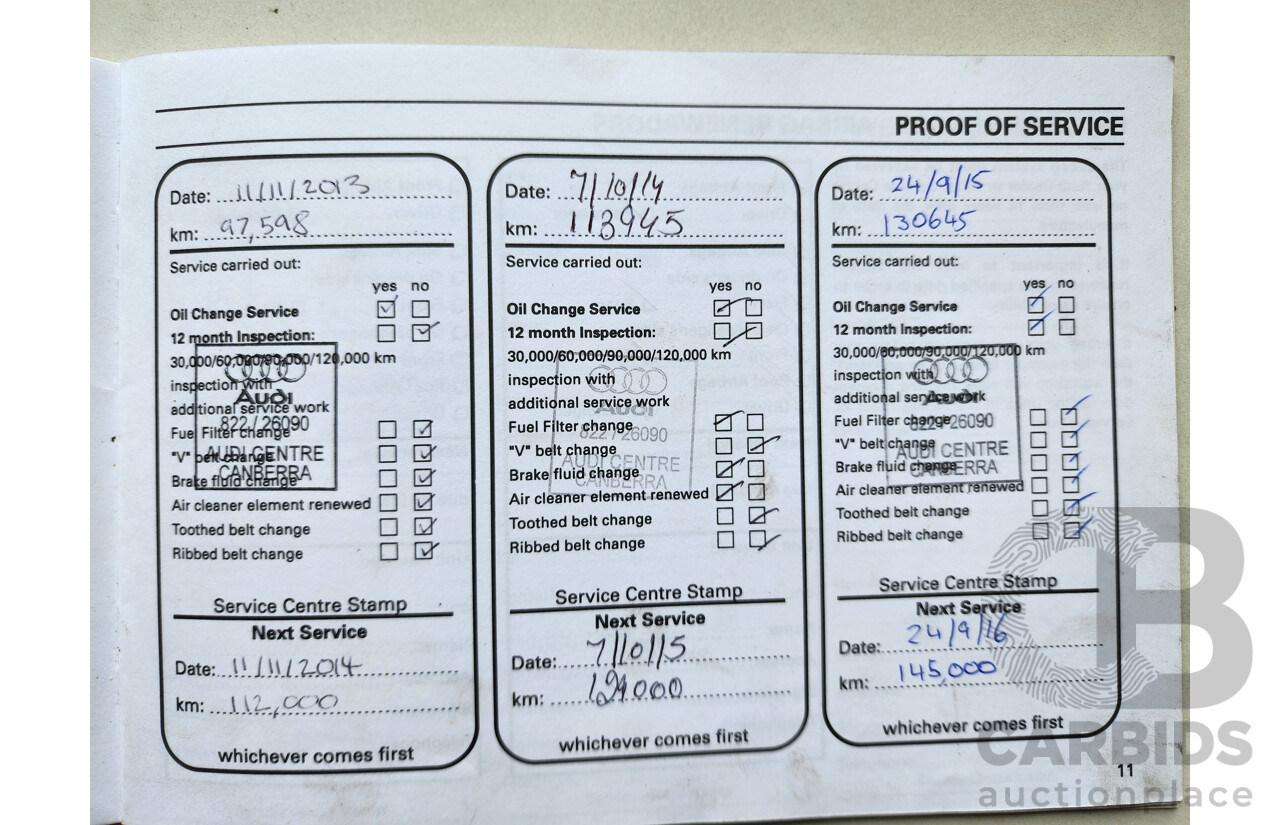 PROOF OF SERVICE
Date: 11/11/2013
km: 97,598
Service carried out:
yes no
Oil Change Service
12 month Inspection:
30,000/60,000/90,000/120,000 km
inspection with
additional service work
Fuel Filter change
"V" belt change
Brake fluid change
Air cleaner element renewed
Toothed belt change
Ribbed belt change
Audi
822 / 26090
AUDI CENTRE
CANBERRA
Service Centre Stamp
Next Service
Date: 11/11/2014
km: 112,000
whichever comes first
Date: 7/10/14
km: 113945
Service carried out:
yes no
Oil Change Service
12 month Inspection:
30,000/60,000/90,000/120,000 km
inspection with
additional service work
Fuel Filter change
"V" belt change
Brake fluid change
Air cleaner element renewed
Toothed belt change
Ribbed belt change
Audi
822 / 26090
AUDI CENTRE
CANBERRA
Service Centre Stamp
Next Service
Date: 7/10/15
km:
whichever comes first
Date: 24/9/15
km: 130645
Service carried out:
yes no
Oil Change Service
12 month Inspection:
30,000/60,000/90,000/120,000 km
inspection with
additional service work
Fuel Filter change
"V" belt change
Brake fluid change
Air cleaner element renewed
Toothed belt change
Ribbed belt change
Audi
822 / 26090
AUDI CENTRE
CANBERRA
Service Centre Stamp
Next Service
Date: 24/9/16
km: 145,000
whichever comes first
11
CARBIDS
auctionplace